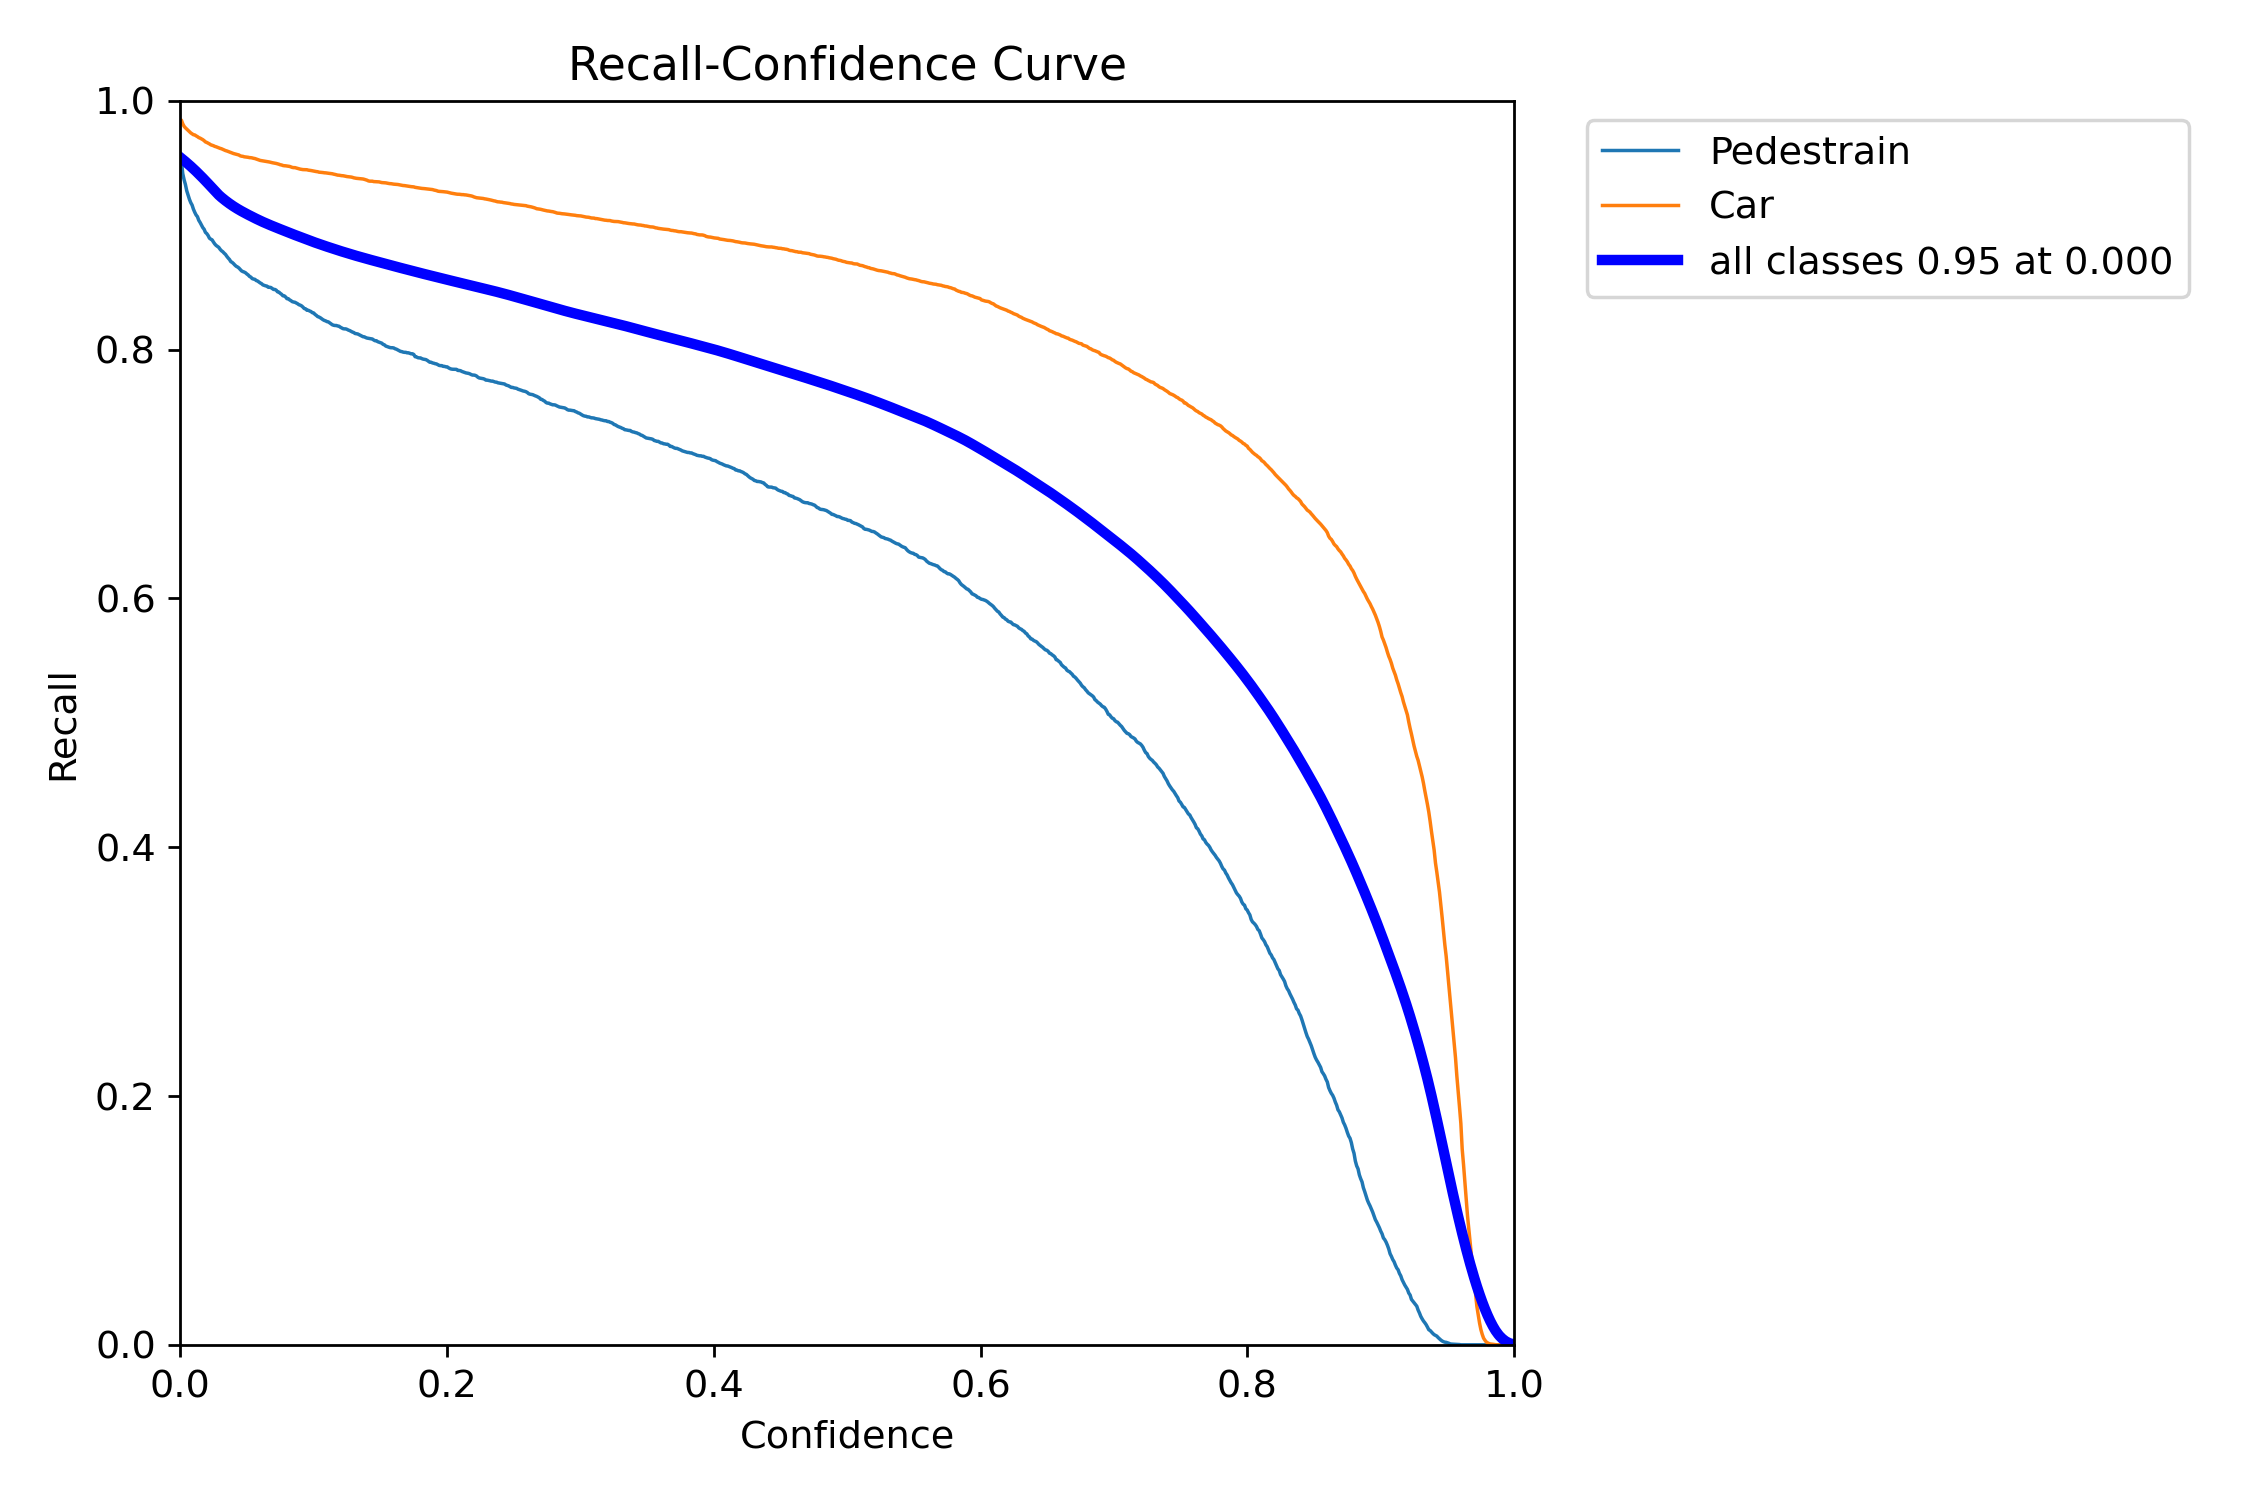 Recall-Confidence Curve
1.0
0.8
0.6
0.4
0.2
0.0
Recall
0.0 0.2 0.4 0.6 0.8 1.0
Confidence
Pedestrain
Car
all classes 0.95 at 0.000